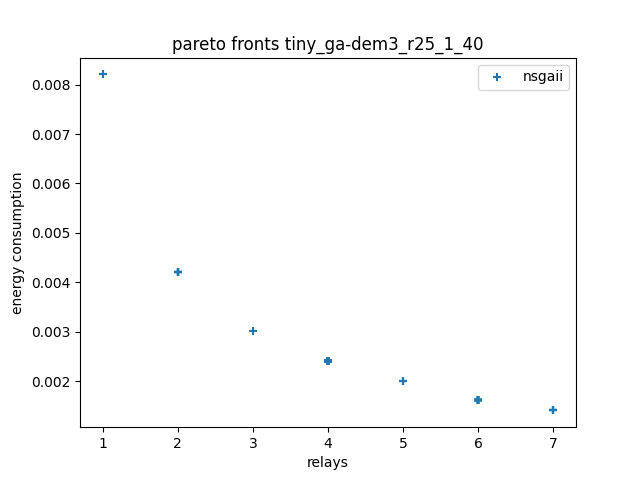 pareto fronts tiny_ga-dem3_r25_1_40
nsgaii
0.008
0.007
0.006
0.005
0.004
0.003
0.002
energy consumption
1 2 3 4 5 6 7
relays